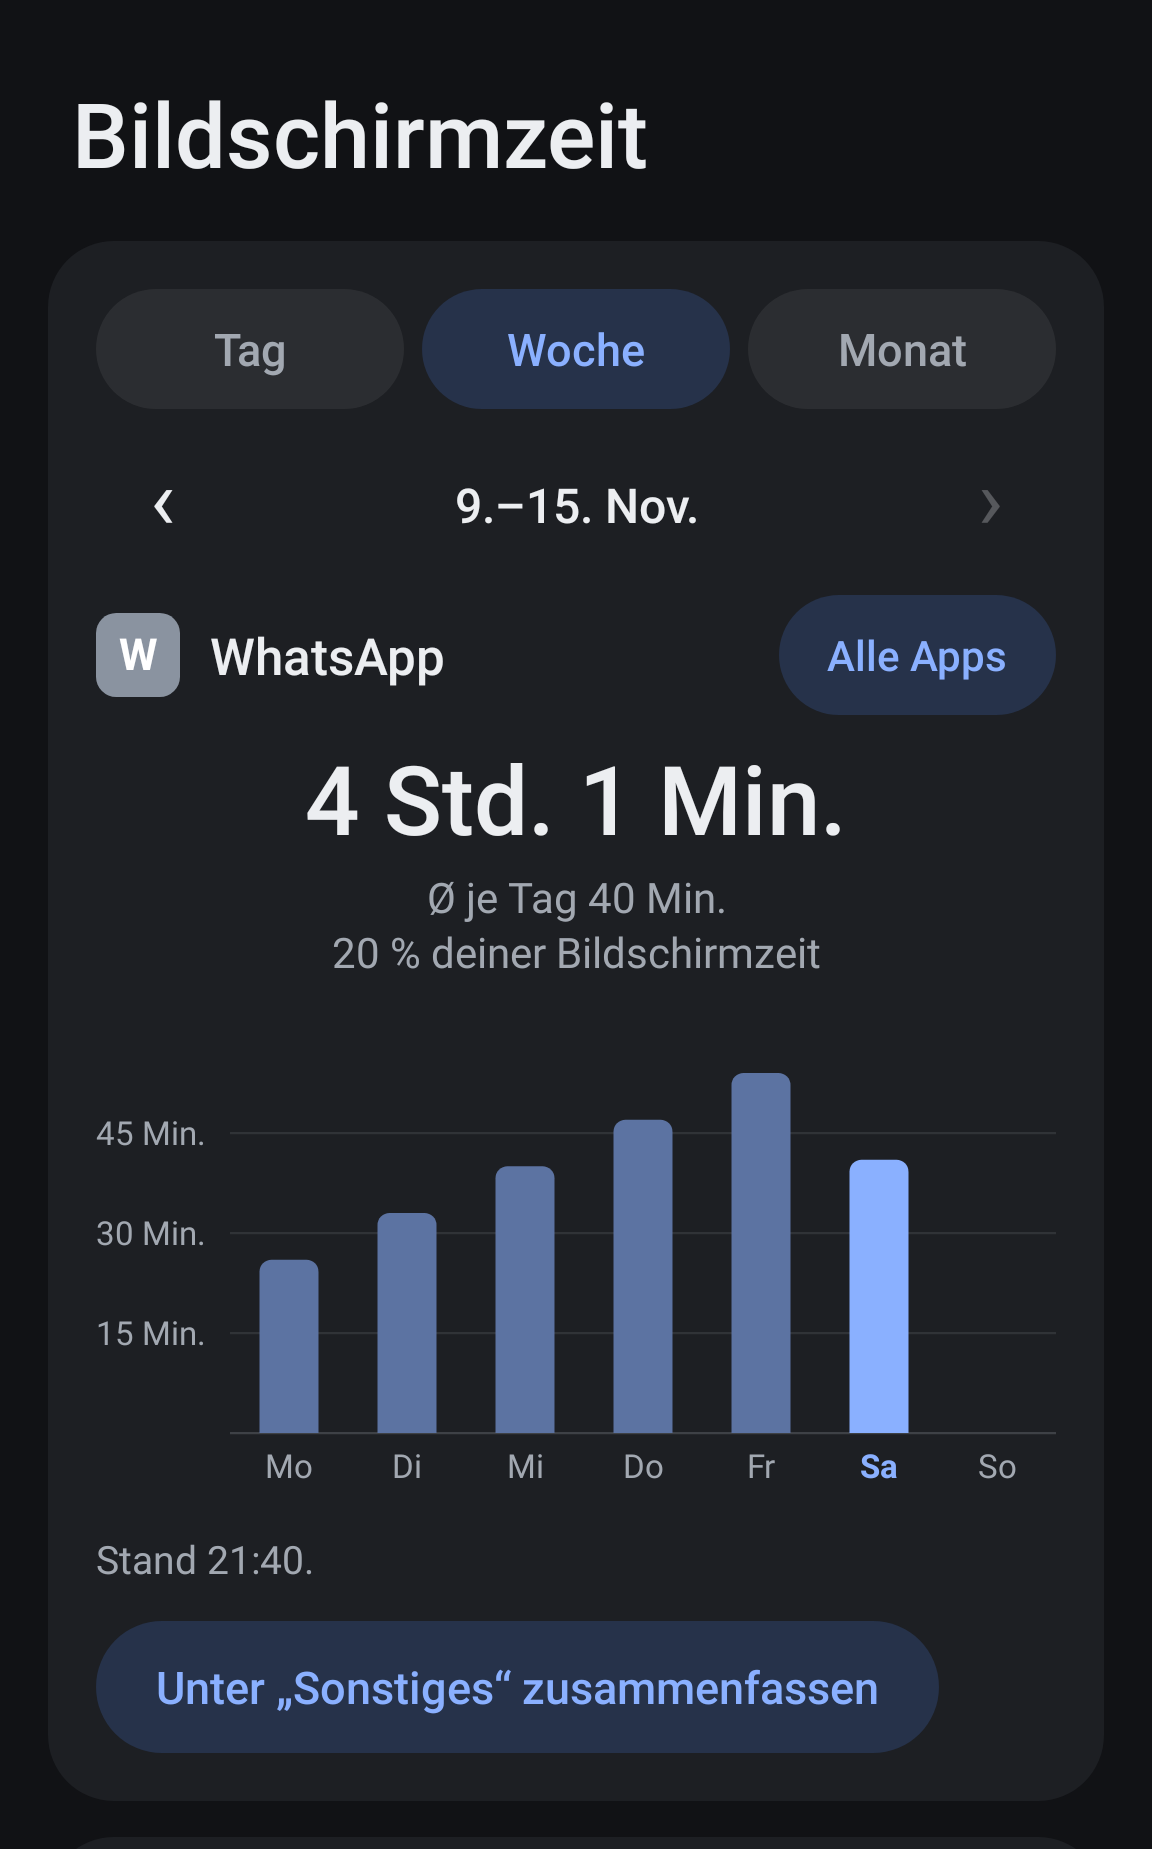 Bildschirmzeit
Tag Woche Monat
‹ 9.–15. Nov. ›
W WhatsApp Alle Apps
4 Std. 1 Min.
Ø je Tag 40 Min.
20 % deiner Bildschirmzeit
45 Min.
30 Min.
15 Min.
Mo Di Mi Do Fr Sa So
Stand 21:40.
Unter „Sonstiges“ zusammenfassen